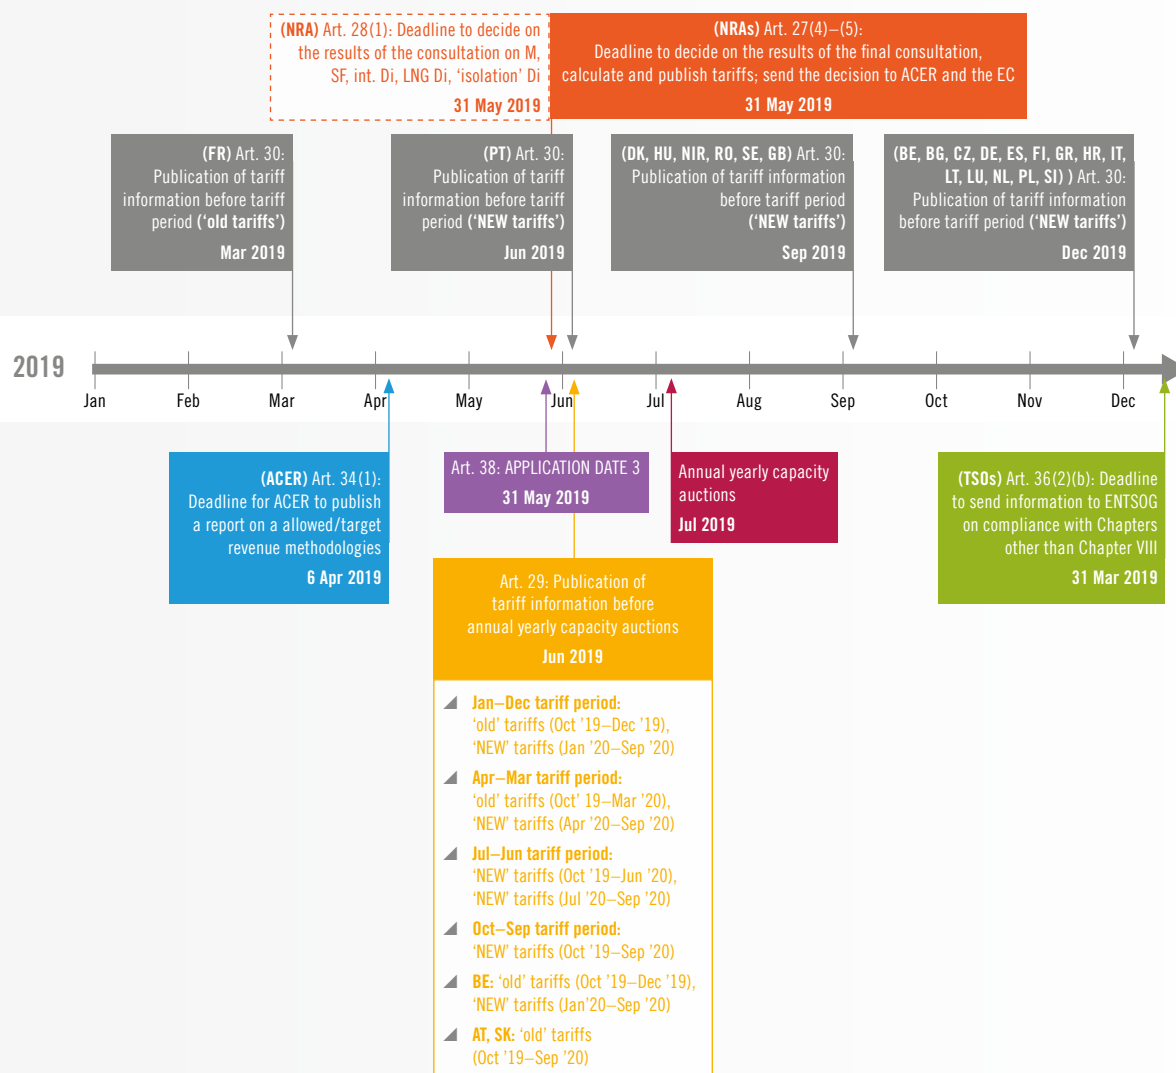 (NRA) Art. 28(1): Deadline to decide on
the results of the consultation on M,
SF, int. Di, LNG Di, ‘isolation’ Di
31 May 2019
(NRAs) Art. 27(4)–(5):
Deadline to decide on the results of the final consultation,
calculate and publish tariffs; send the decision to ACER and the EC
31 May 2019
(FR) Art. 30:
Publication of tariff
information before tariff
period (‘old tariffs’)
Mar 2019
(PT) Art. 30:
Publication of tariff
information before tariff
period (‘NEW tariffs’)
Jun 2019
(DK, HU, NIR, RO, SE, GB) Art. 30:
Publication of tariff information
before tariff period
(‘NEW tariffs’)
Sep 2019
(BE, BG, CZ, DE, ES, FI, GR, HR, IT,
LT, LU, NL, PL, SI) ) Art. 30:
Publication of tariff information
before tariff period (‘NEW tariffs’)
Dec 2019
2019
Jan Feb Mar Apr May Jun Jul Aug Sep Oct Nov Dec
(ACER) Art. 34(1):
Deadline for ACER to publish
a report on a allowed/target
revenue methodologies
6 Apr 2019
Art. 38: APPLICATION DATE 3
31 May 2019
Annual yearly capacity
auctions
Jul 2019
(TSOs) Art. 36(2)(b): Deadline
to send information to ENTSOG
on compliance with Chapters
other than Chapter VIII
31 Mar 2019
Art. 29: Publication of
tariff information before
annual yearly capacity auctions
Jun 2019
Jan–Dec tariff period:
‘old’ tariffs (Oct ’19–Dec ’19),
‘NEW’ tariffs (Jan ’20–Sep ’20)
Apr–Mar tariff period:
‘old’ tariffs (Oct’ 19–Mar ’20),
‘NEW’ tariffs (Apr ’20–Sep ’20)
Jul–Jun tariff period:
‘NEW’ tariffs (Oct ’19–Jun ’20),
‘NEW’ tariffs (Jul ’20–Sep ’20)
Oct–Sep tariff period:
‘NEW’ tariffs (Oct ’19–Sep ’20)
BE: ‘old’ tariffs (Oct ’19–Dec ’19),
‘NEW’ tariffs (Jan’20–Sep ’20)
AT, SK: ‘old’ tariffs
(Oct ’19–Sep ’20)